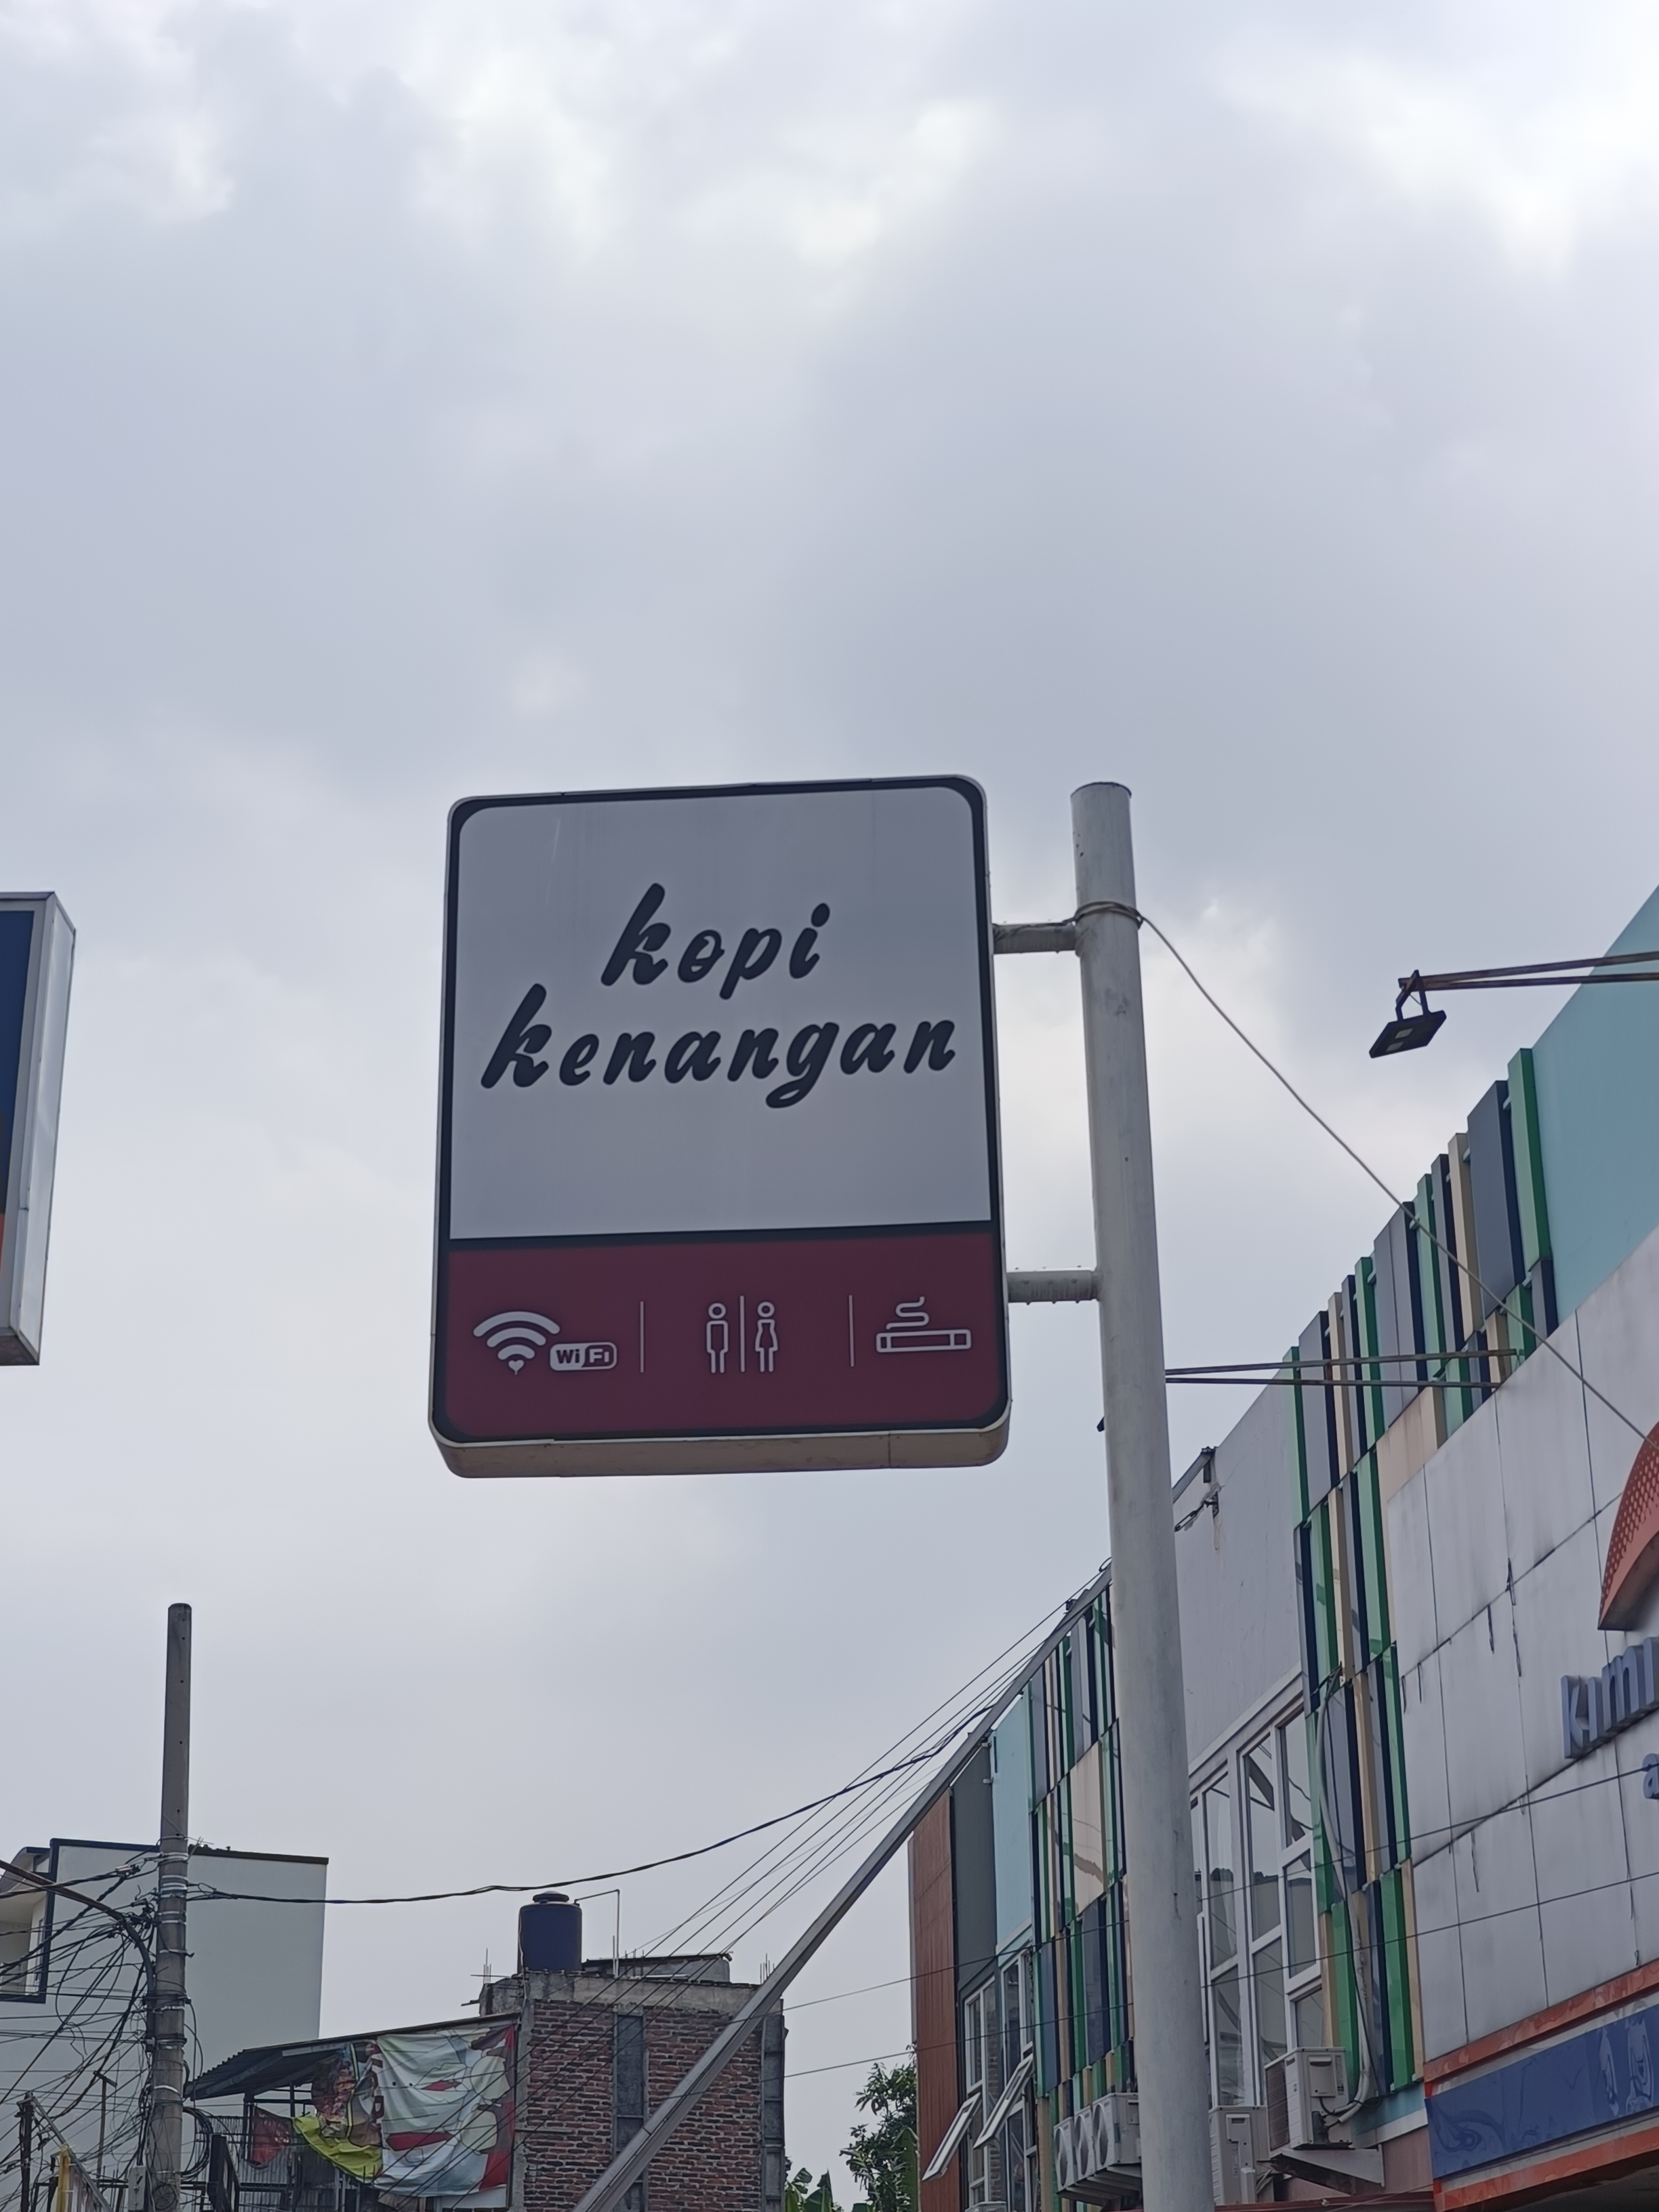 kopi
kenangan
WiFi